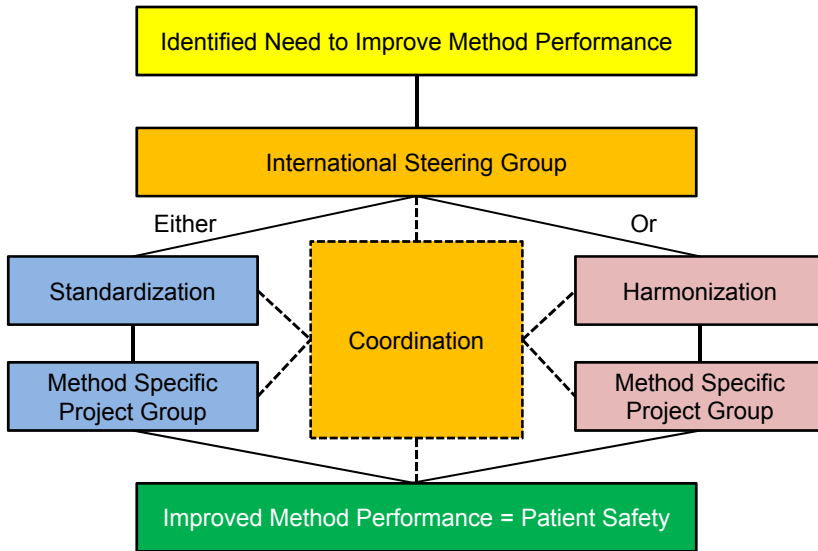 Identified Need to Improve Method Performance
International Steering Group
Either
Or
Standardization
Harmonization
Coordination
Method Specific
Project Group
Method Specific
Project Group
Improved Method Performance = Patient Safety